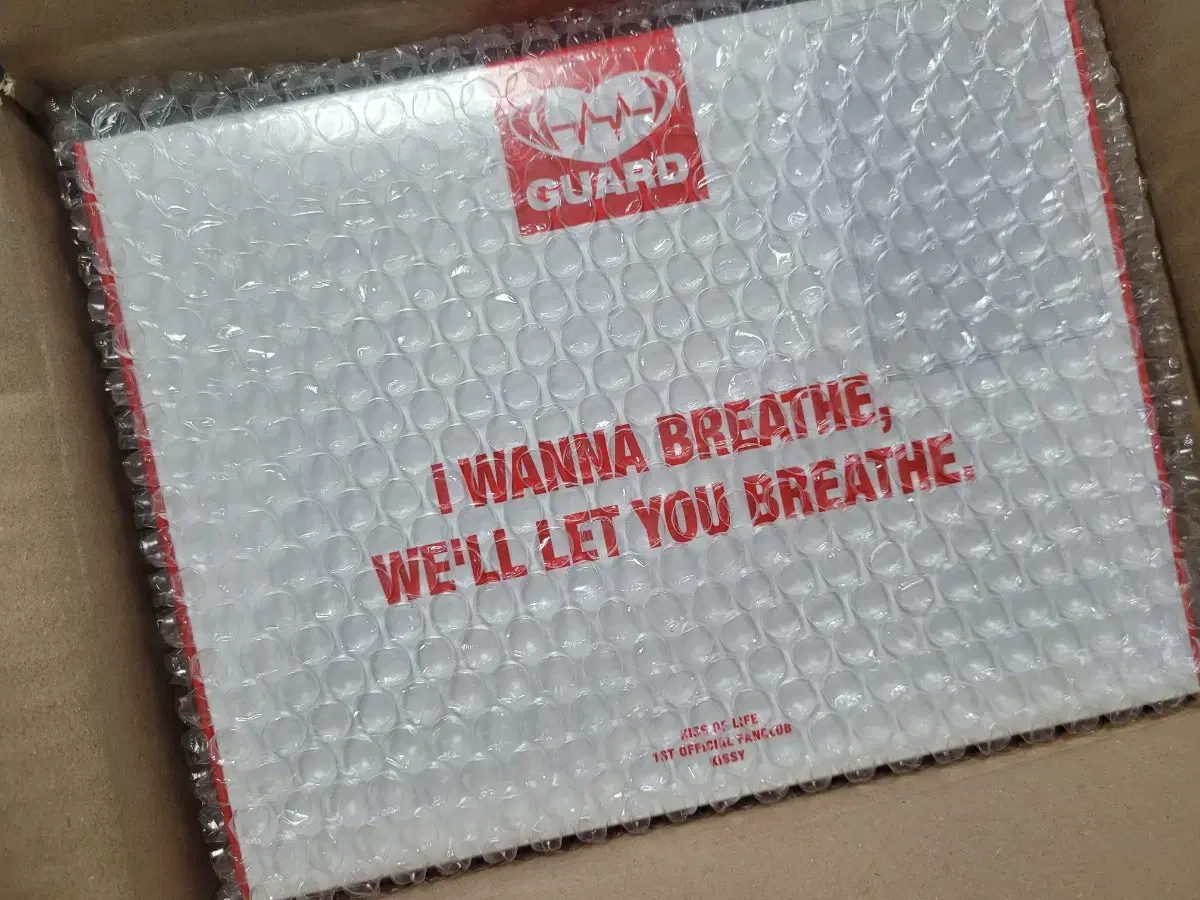 GUARD
I WANNA BREATHE,
WE'LL LET YOU BREATHE.
KISS OF LIFE
1ST OFFICIAL FANCLUB
KISSY